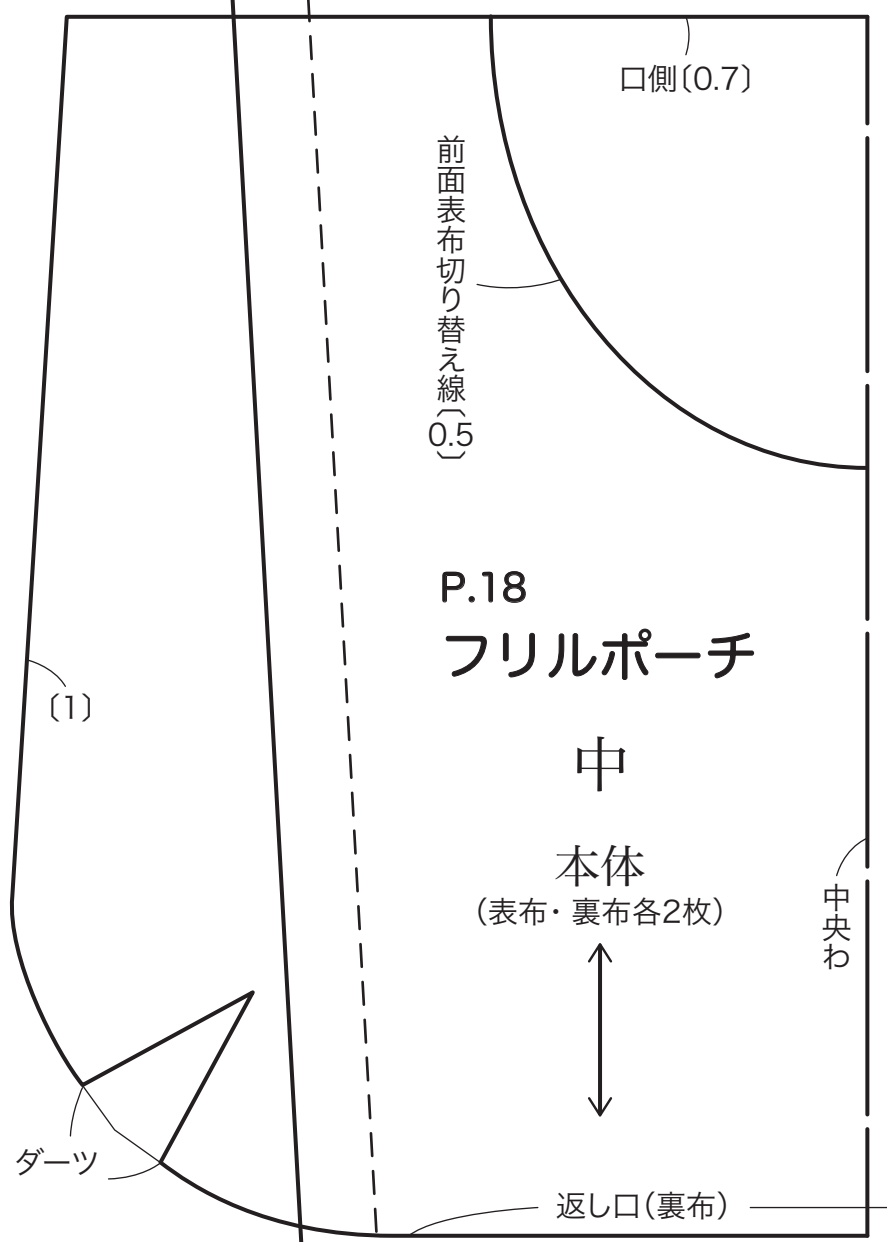 口側〔0.7〕
前面表布切り替え線〔0.5〕
P.18
フリルポーチ
〔1〕
中
本体
（表布・裏布各2枚）
中央わ
ダーツ
返し口（裏布）